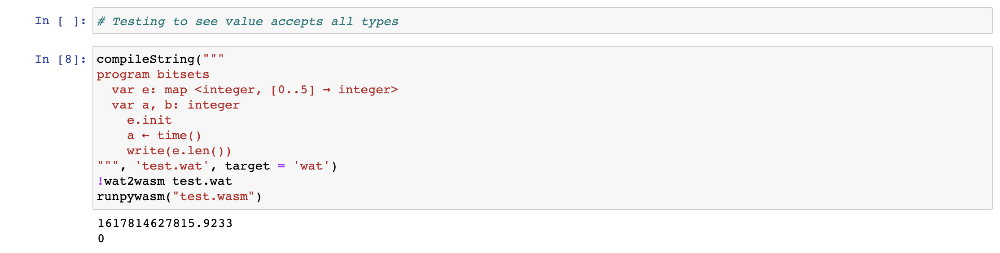 In [ ]: # Testing to see value accepts all types
In [8]: compileString("""
program bitsets
  var e: map <integer, [0..5] → integer>
  var a, b: integer
    e.init
    a ← time()
    write(e.len())
""", 'test.wat', target = 'wat')
!wat2wasm test.wat
runpywasm("test.wasm")
1617814627815.9233
0